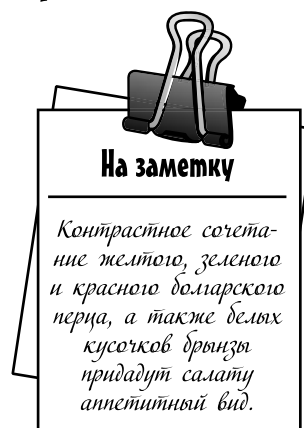 На заметку
Контрастное сочета-
ние желтого, зеленого
и красного болгарского
перца, а также белых
кусочков брынзы
придадут салату
аппетитный вид.